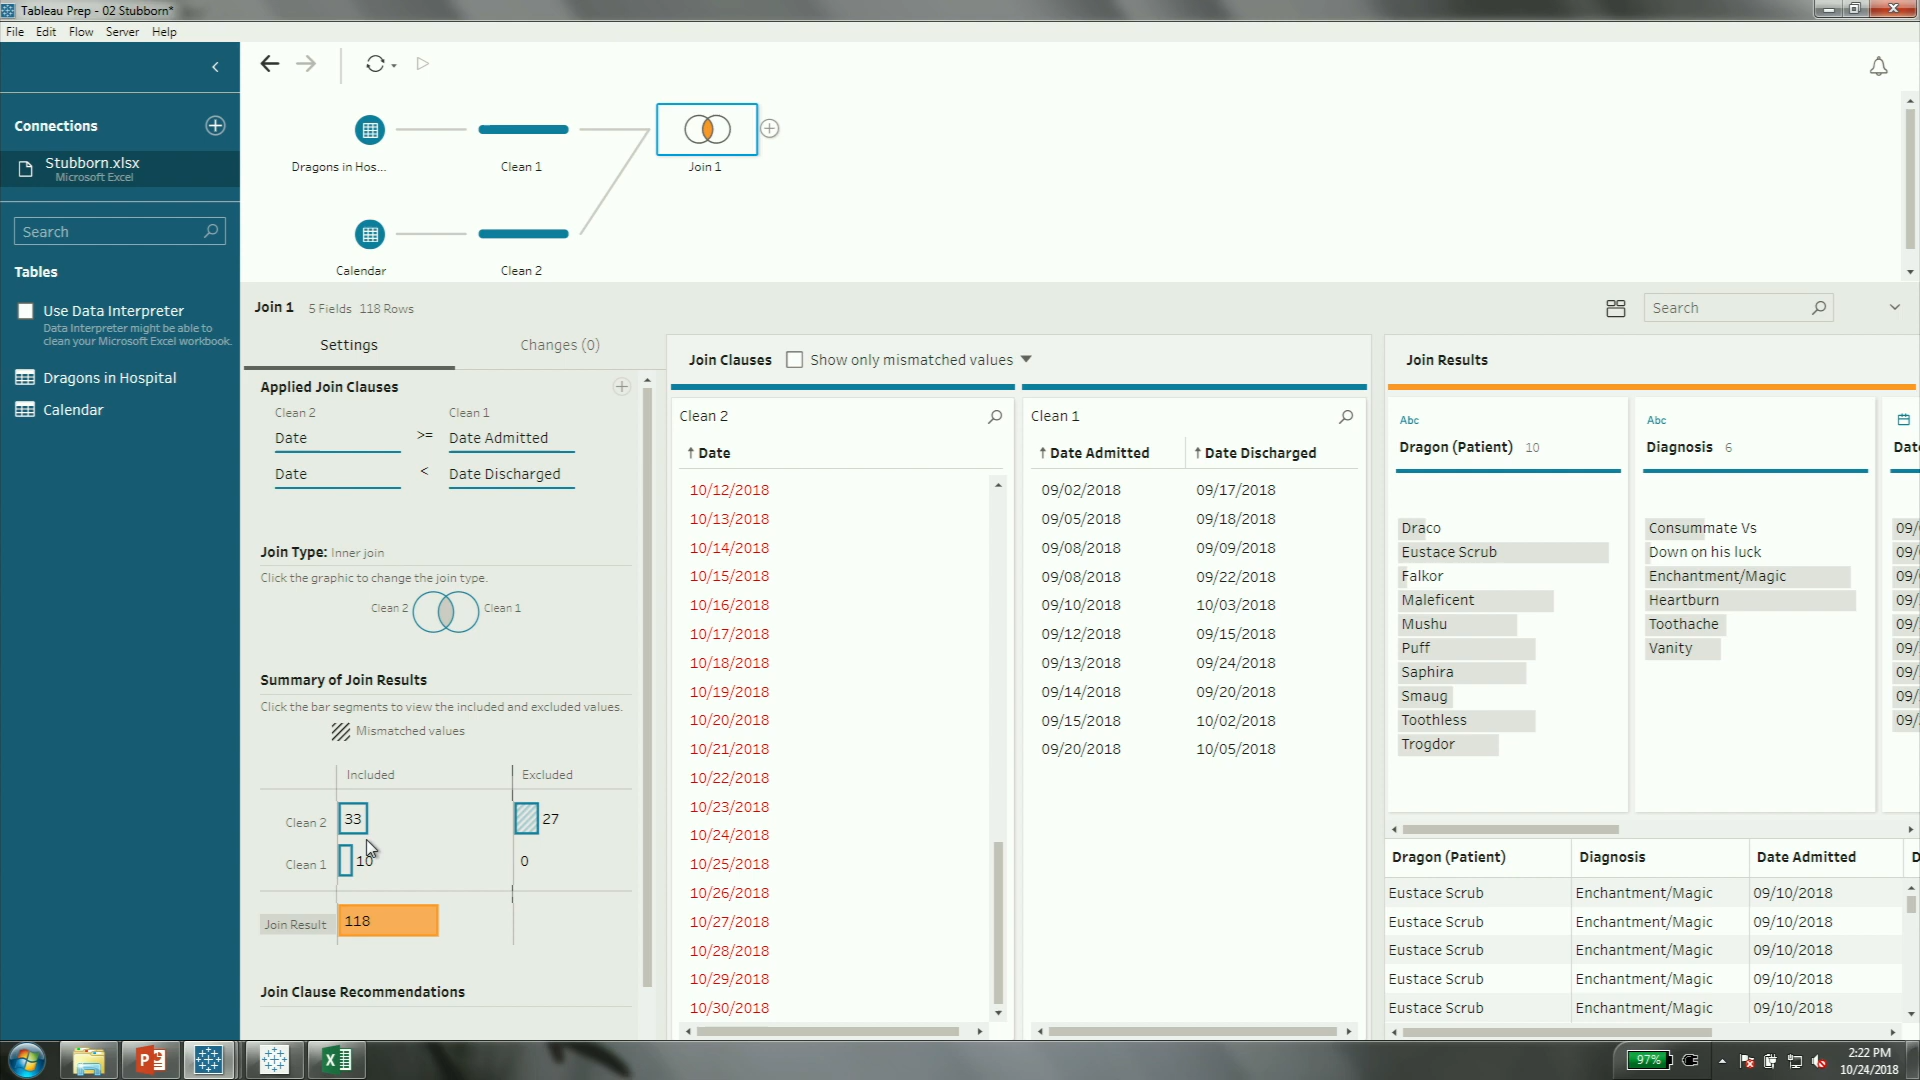 Tableau Prep - 02 Stubborn*
File Edit Flow Server Help
Connections
Stubborn.xlsx
Microsoft Excel
Search
Tables
Use Data Interpreter
Data Interpreter might be able to
clean your Microsoft Excel workbook.
Dragons in Hospital
Calendar
Dragons in Hos...
Clean 1
Join 1
Calendar
Clean 2
Join 1 5 Fields 118 Rows
Search
Settings
Changes (0)
Applied Join Clauses
Clean 2 Clean 1
Date >= Date Admitted
Date < Date Discharged
Join Type: Inner join
Click the graphic to change the join type.
Clean 2 Clean 1
Summary of Join Results
Click the bar segments to view the included and excluded values.
Mismatched values
Included Excluded
Clean 2 33 27
Clean 1 10 0
Join Result 118
Join Clause Recommendations
Join Clauses Show only mismatched values
Clean 2
Date
10/12/2018
10/13/2018
10/14/2018
10/15/2018
10/16/2018
10/17/2018
10/18/2018
10/19/2018
10/20/2018
10/21/2018
10/22/2018
10/23/2018
10/24/2018
10/25/2018
10/26/2018
10/27/2018
10/28/2018
10/29/2018
10/30/2018
Clean 1
Date Admitted Date Discharged
09/02/2018 09/17/2018
09/05/2018 09/18/2018
09/08/2018 09/09/2018
09/08/2018 09/22/2018
09/10/2018 10/03/2018
09/12/2018 09/15/2018
09/13/2018 09/24/2018
09/14/2018 09/20/2018
09/15/2018 10/02/2018
09/20/2018 10/05/2018
Join Results
Abc
Dragon (Patient) 10
Draco
Eustace Scrub
Falkor
Maleficent
Mushu
Puff
Saphira
Smaug
Toothless
Trogdor
Abc
Diagnosis 6
Consummate Vs
Down on his luck
Enchantment/Magic
Heartburn
Toothache
Vanity
Date
09/
09/
09/
09/
09/
09/
09/
09/
09/
Dragon (Patient) Diagnosis Date Admitted D
Eustace Scrub Enchantment/Magic 09/10/2018
Eustace Scrub Enchantment/Magic 09/10/2018
Eustace Scrub Enchantment/Magic 09/10/2018
Eustace Scrub Enchantment/Magic 09/10/2018
Eustace Scrub Enchantment/Magic 09/10/2018
97%
2:22 PM
10/24/2018